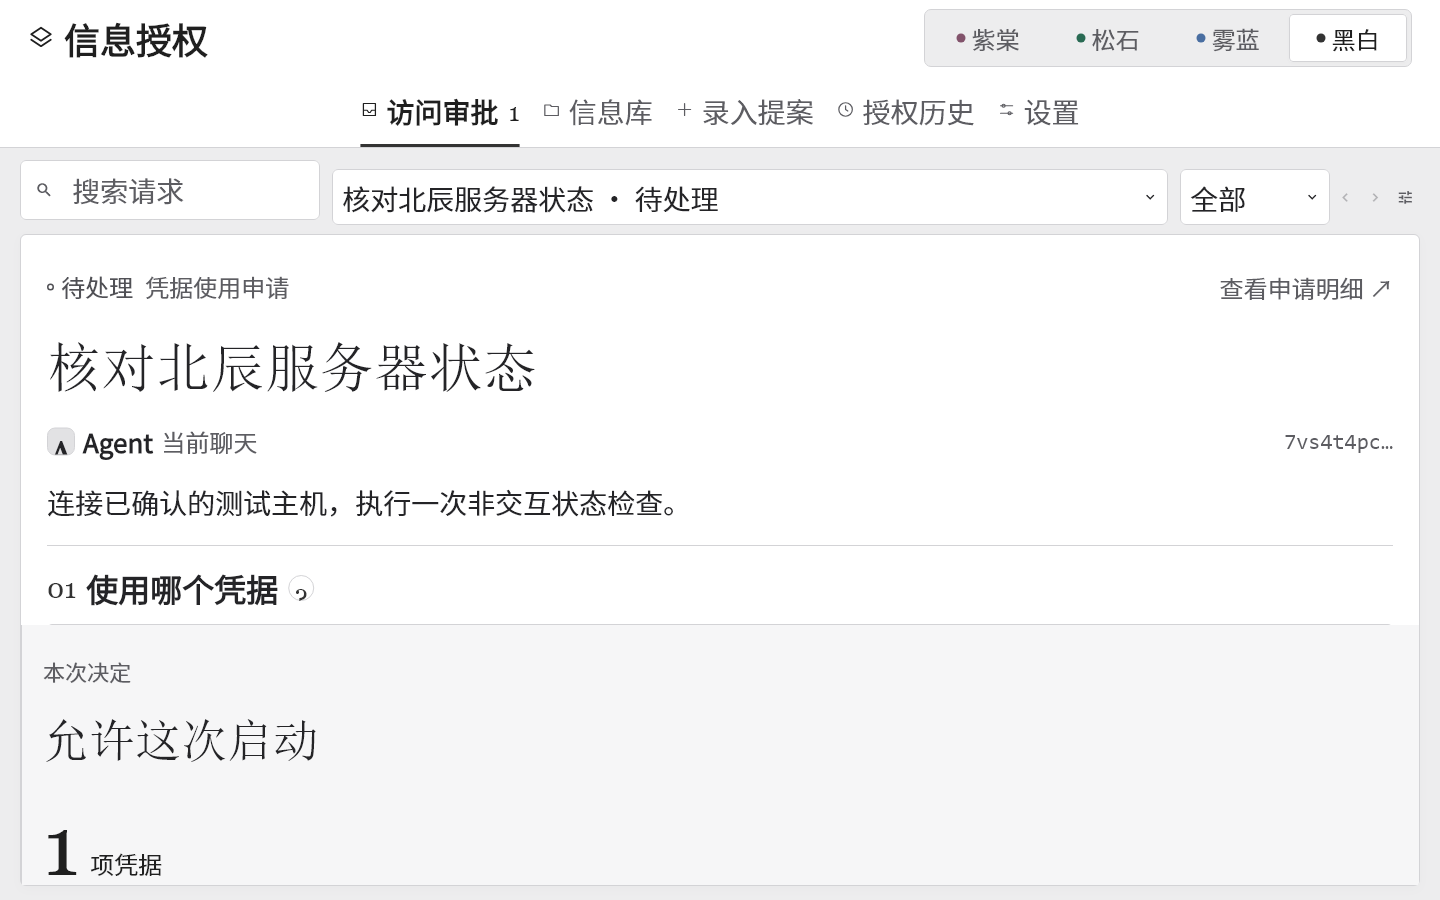 信息授权
紫棠 松石 雾蓝 黑白
访问审批 1 信息库 录入提案 授权历史 设置
搜索请求 核对北辰服务器状态 · 待处理 全部
待处理 凭据使用申请 查看申请明细 ↗
核对北辰服务器状态
Agent 当前聊天 7vs4t4pc…
连接已确认的测试主机，执行一次非交互状态检查。
01 使用哪个凭据
本次决定
允许这次启动
1 项凭据